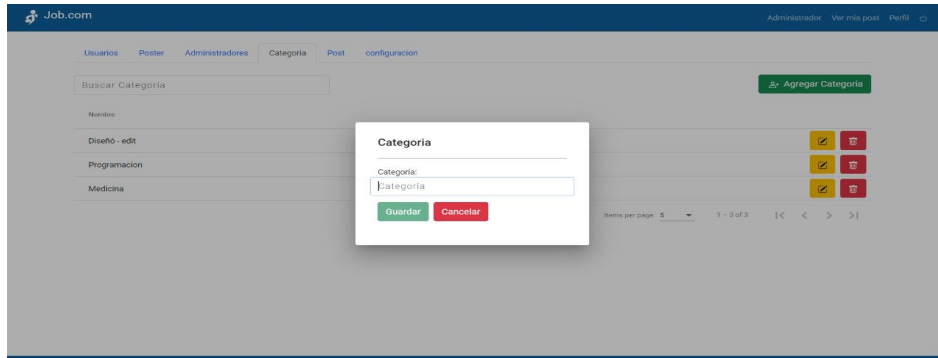 Job.com Administrador Ver mis post Perfil
Usuarios Poster Administradores Categoria Post configuracion
Buscar Categoria Agregar Categoria
Nombre
Diseñó - edit
Programacion
Medicina
Categoria
Categoria:
Categoría
Guardar Cancelar
Items per page: 5 1 – 3 of 3